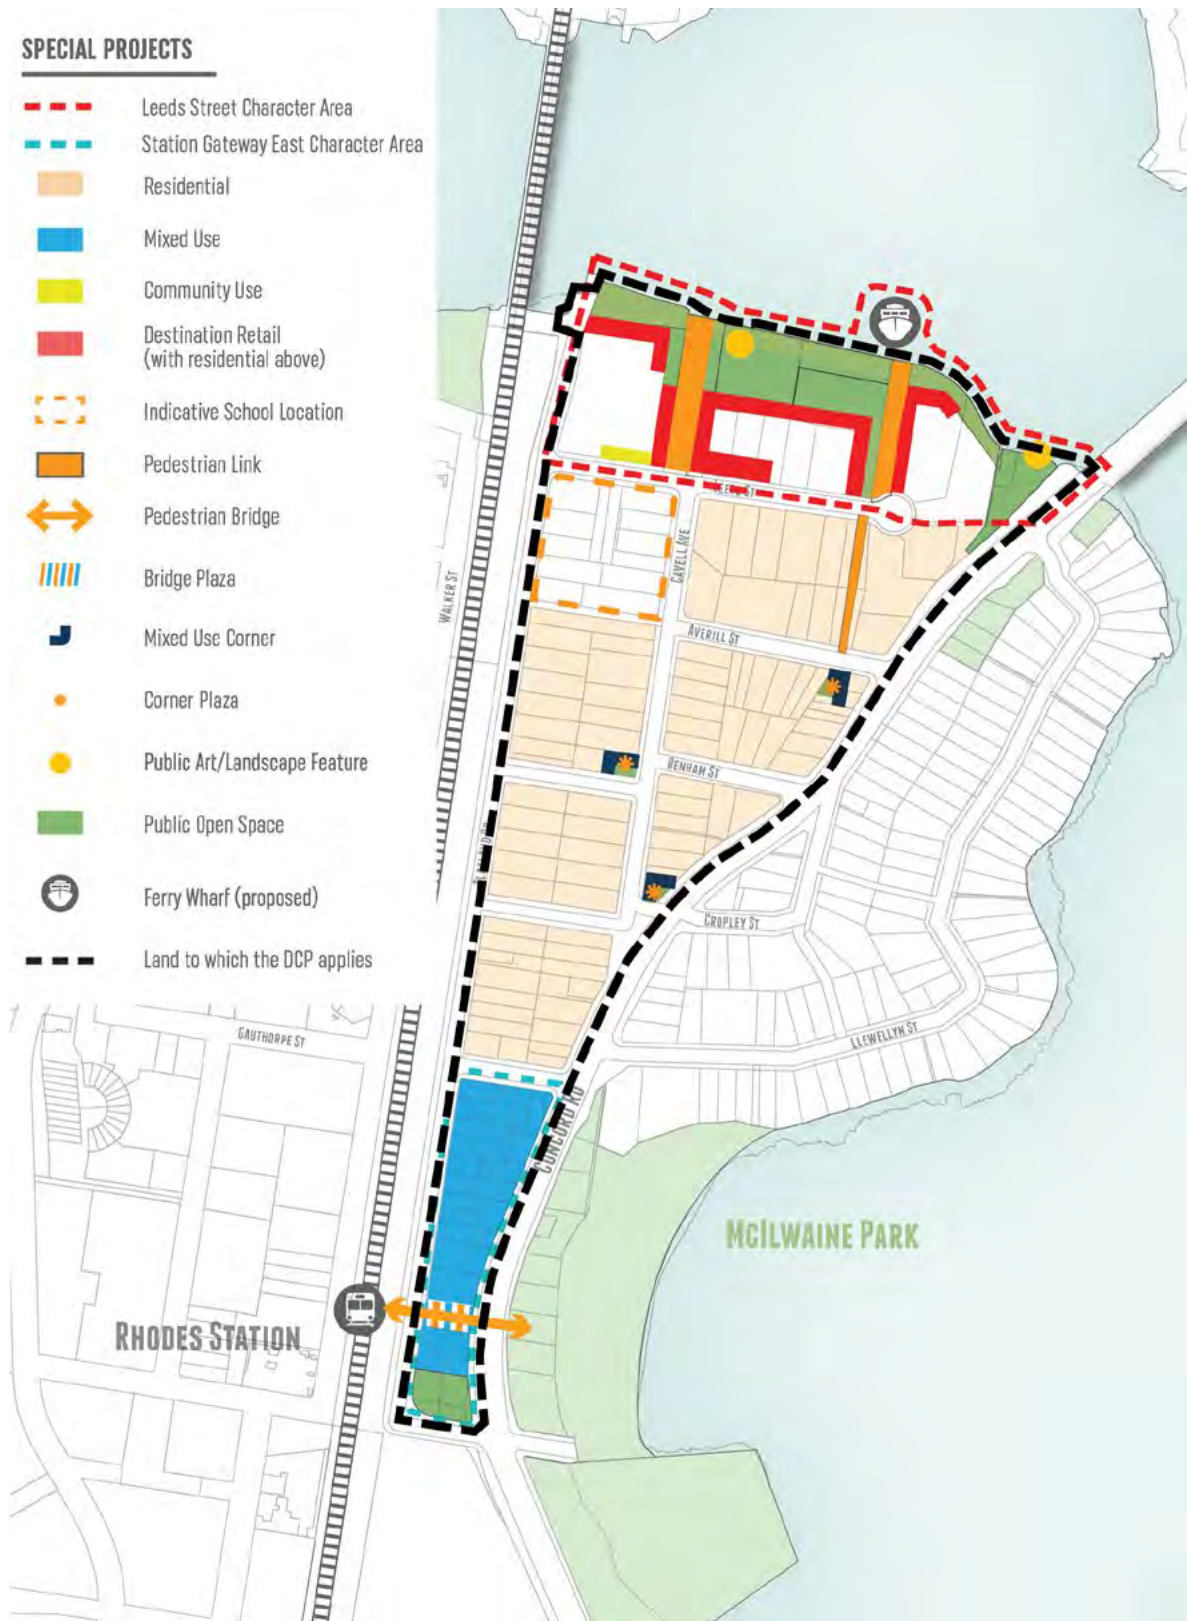 SPECIAL PROJECTS
Leeds Street Character Area
Station Gateway East Character Area
Residential
Mixed Use
Community Use
Destination Retail
(with residential above)
Indicative School Location
Pedestrian Link
Pedestrian Bridge
Bridge Plaza
Mixed Use Corner
Corner Plaza
Public Art/Landscape Feature
Public Open Space
Ferry Wharf (proposed)
Land to which the DCP applies
WALKER ST
CAVELL AVE
AVERILL ST
DENHAM ST
CROPLEY ST
LLEWELLYN ST
GAUTHORPE ST
CONCORD RD
MCILWAINE PARK
RHODES STATION